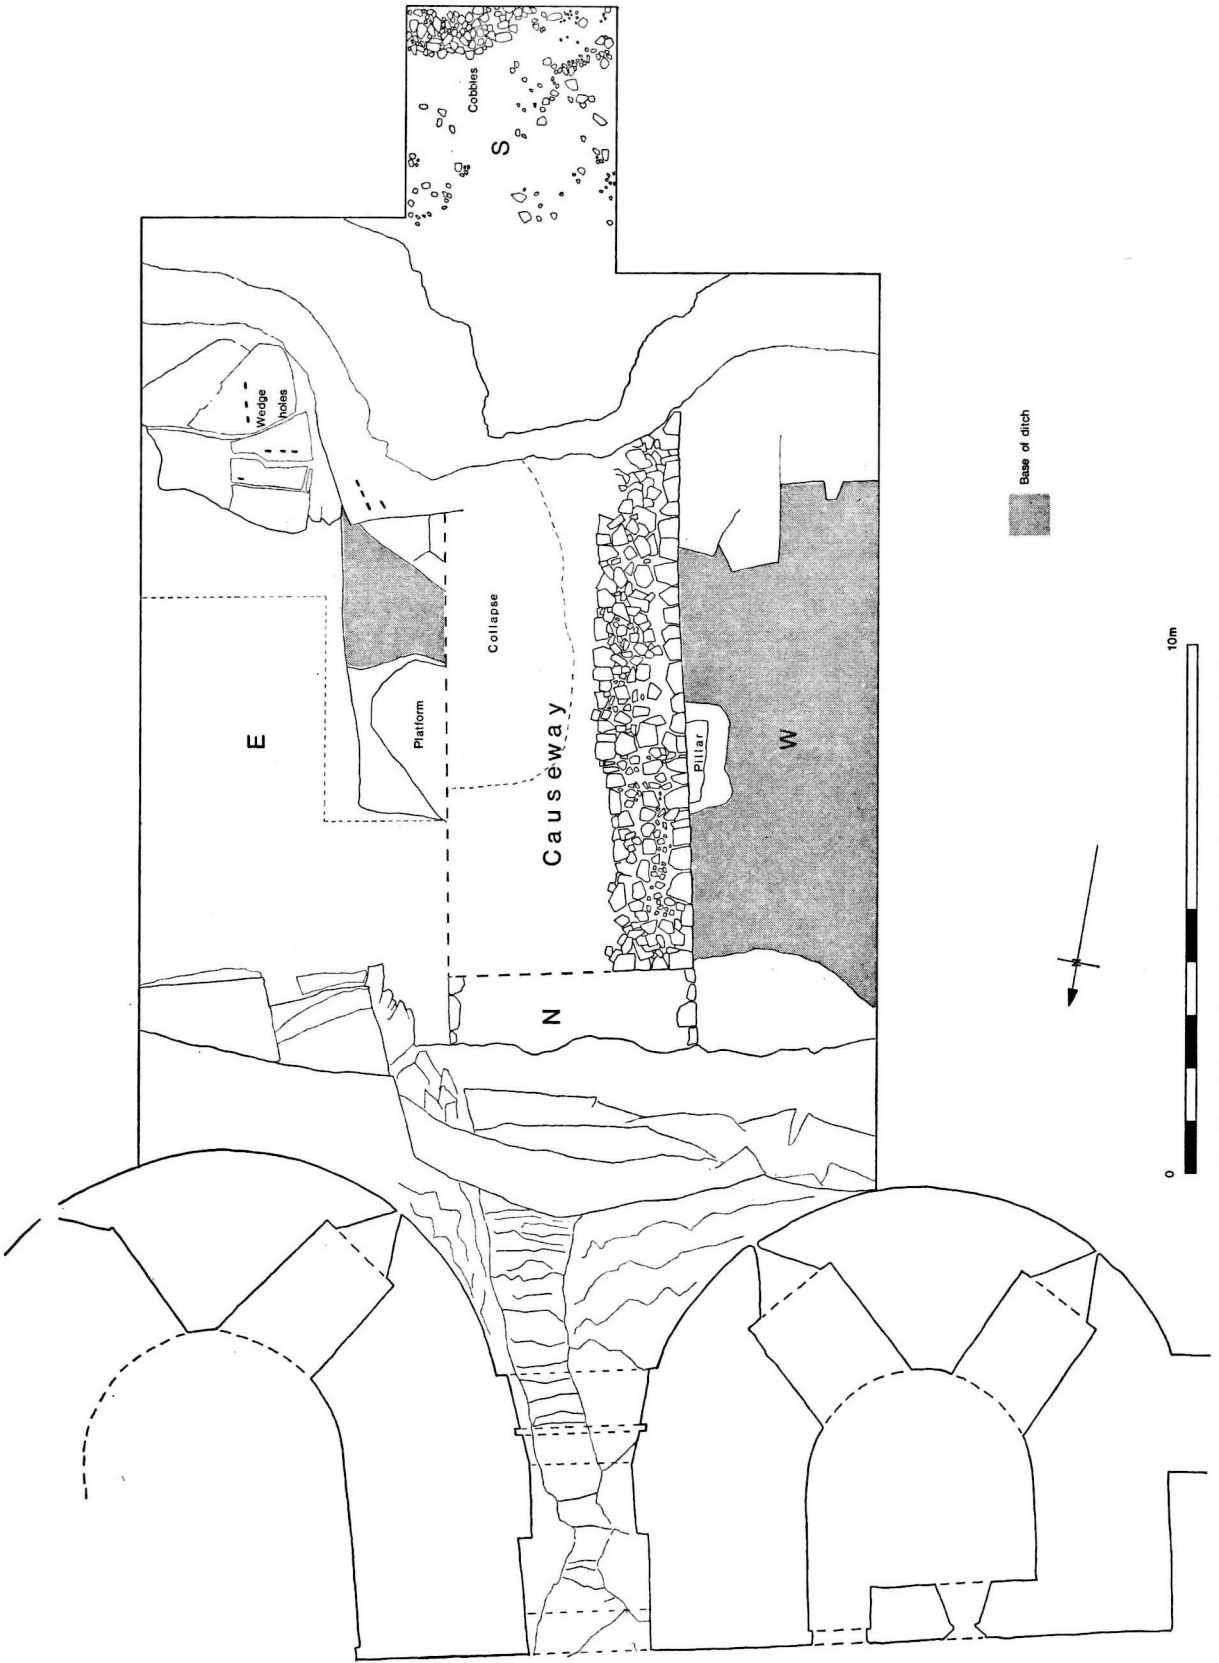 Cobbles
S
Wedge
holes
Base of ditch
Collapse
E
Platform
Causeway
Pillar
W
N
N
10m
0